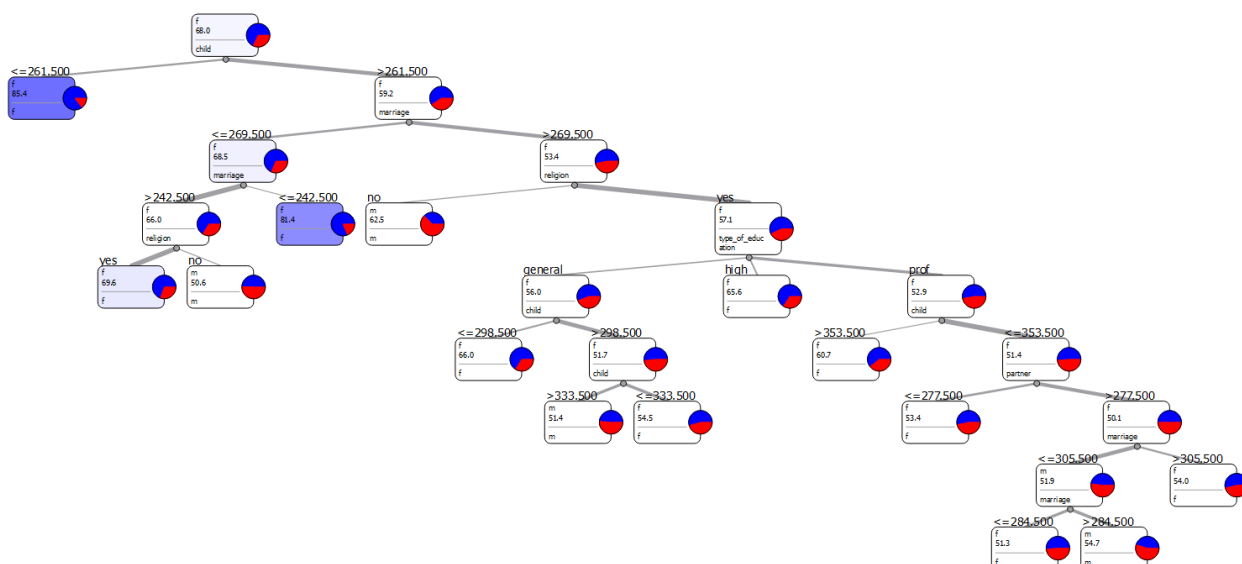 f
68.0
child
<=261,500
f
85.4
f
>261,500
f
59.2
marriage
<=269,500
f
68.5
marriage
>269,500
f
53.4
religion
>242,500
f
66.0
religion
<=242,500
f
81.4
f
no
m
62.5
m
yes
f
57.1
type_of_educ
ation
yes
f
69.6
f
no
m
50.6
m
general
f
56.0
child
high
f
65.6
f
prof
f
52.9
child
<=298,500
f
66.0
f
>298,500
f
51.7
child
>353,500
f
60.7
f
<=353,500
f
51.4
partner
>333,500
m
51.4
m
<=333,500
f
54.5
f
<=277,500
f
53.4
f
>277,500
f
50.1
marriage
<=305,500
m
51.9
marriage
>305,500
f
54.0
f
<=284,500
f
51.3
f
>284,500
m
54.7
m